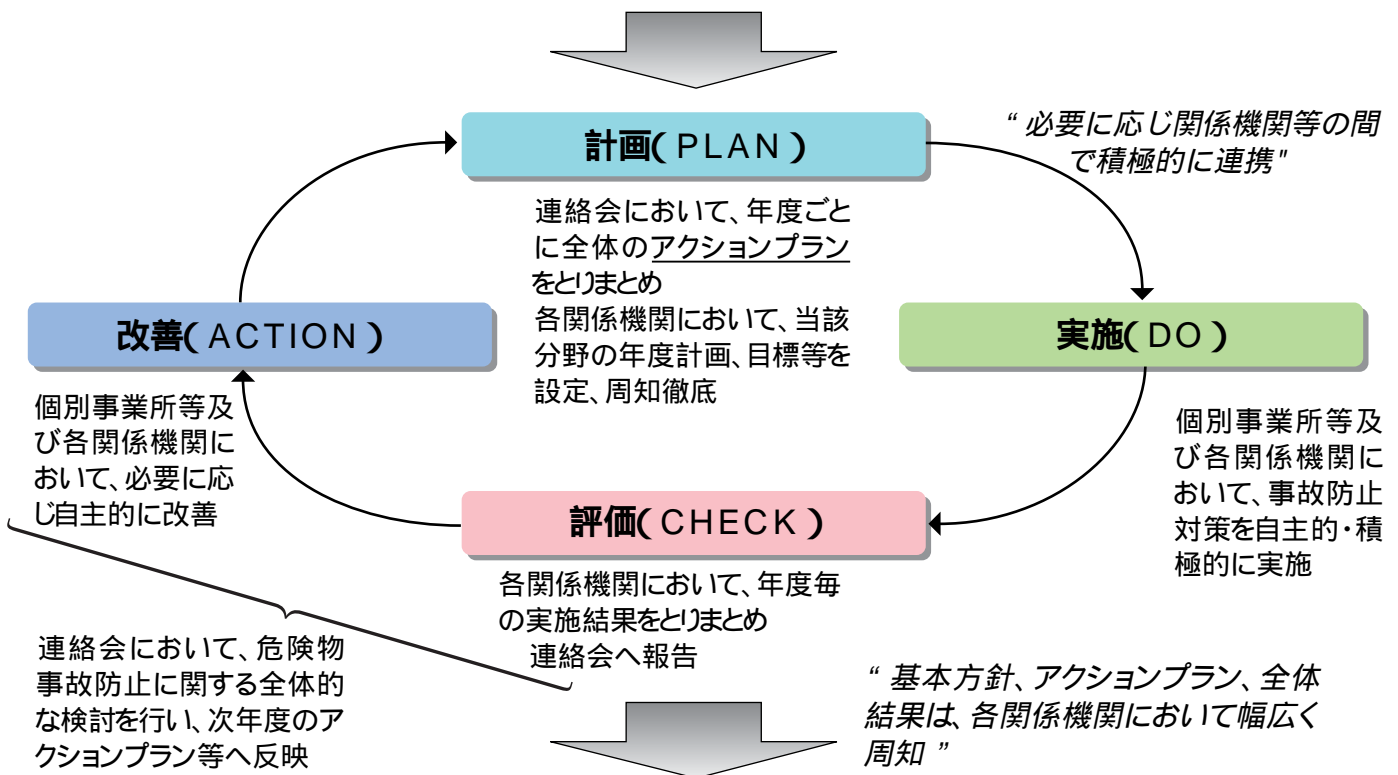 計画( PLAN )
“ 必要に応じ関係機関等の間
で積極的に連携"
連絡会において、年度ごと
に全体のアクションプラン
をとりまとめ
各関係機関において、当該
分野の年度計画、目標等を
設定、周知徹底
改善( ACTION )
実施( DO )
個別事業所等及
び各関係機関に
おいて、必要に応
じ自主的に改善
個別事業所等及
び各関係機関に
おいて、事故防止
対策を自主的・積
極的に実施
評価( CHECK )
各関係機関において、年度毎
の実施結果をとりまとめ
連絡会へ報告
連絡会において、危険物
事故防止に関する全体的
な検討を行い、次年度のア
クションプラン等へ反映
“ 基本方針、アクションプラン、全体
結果は、各関係機関において幅広く
周知 ”